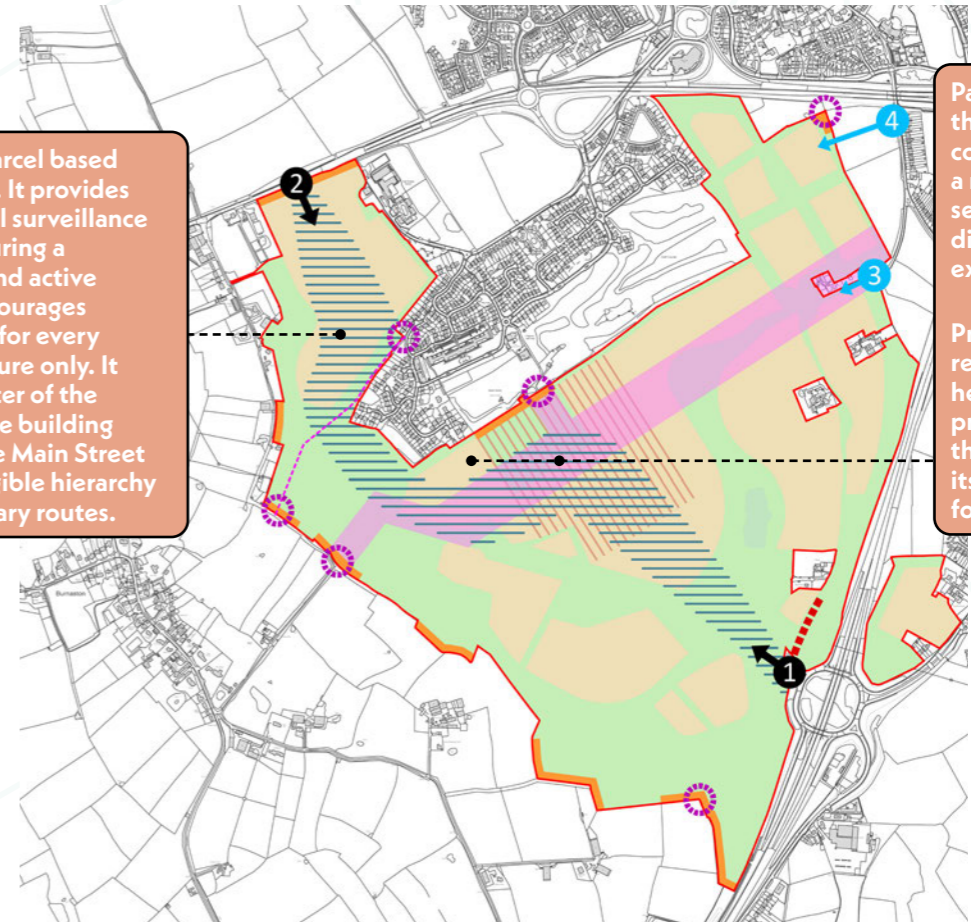 arcel based
. It provides
l surveillance
uring a
nd active
ourages
for every
ure only. It
ter of the
e building
e Main Street
ible hierarchy
ary routes.
2
4
3
1
Burnaston
Pa
th
co
a
se
di
ex
Pr
re
he
pr
th
its
fo